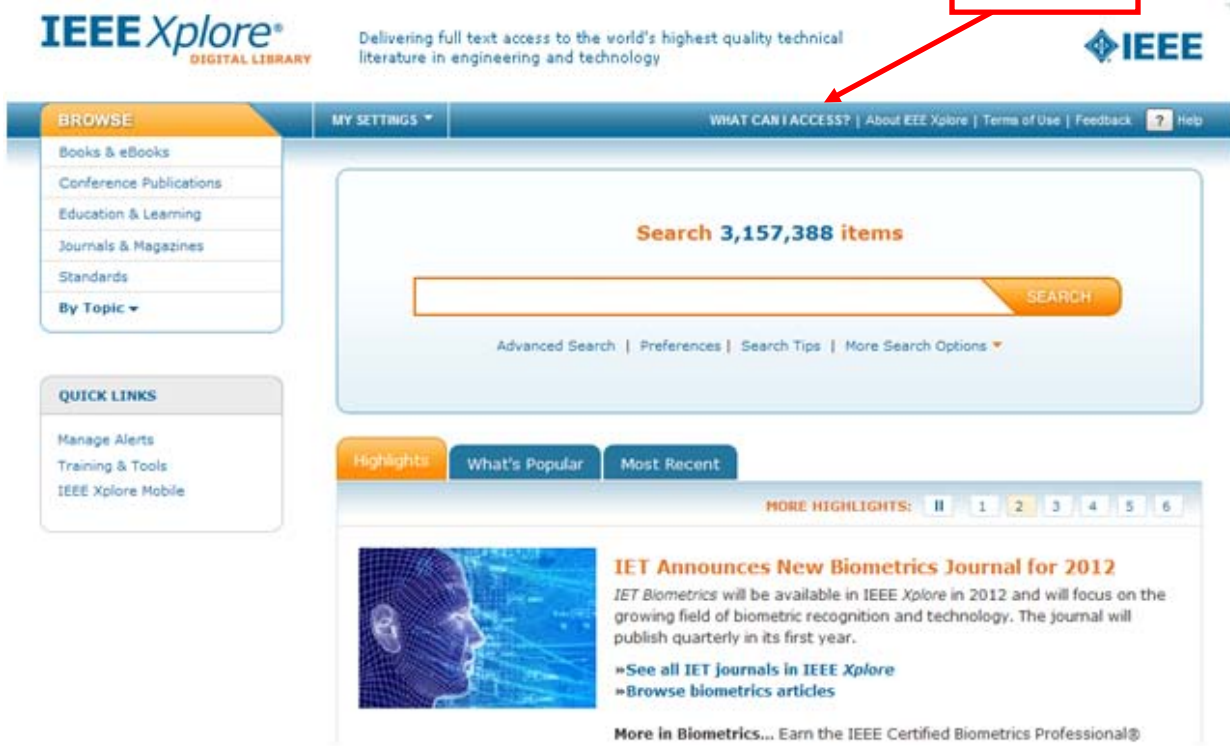 IEEE Xplore®
DIGITAL LIBRARY
Delivering full text access to the world's highest quality technical
literature in engineering and technology
IEEE
BROWSE
MY SETTINGS
WHAT CAN I ACCESS? | About IEEE Xplore | Terms of Use | Feedback ? Help
Books & eBooks
Conference Publications
Education & Learning
Journals & Magazines
Standards
By Topic
Search 3,157,388 items
SEARCH
Advanced Search | Preferences | Search Tips | More Search Options
QUICK LINKS
Manage Alerts
Training & Tools
IEEE Xplore Mobile
Highlights
What's Popular
Most Recent
MORE HIGHLIGHTS: II 1 2 3 4 5 6
IET Announces New Biometrics Journal for 2012
IET Biometrics will be available in IEEE Xplore in 2012 and will focus on the
growing field of biometric recognition and technology. The journal will
publish quarterly in its first year.
»See all IET journals in IEEE Xplore
»Browse biometrics articles
More in Biometrics... Earn the IEEE Certified Biometrics Professional®